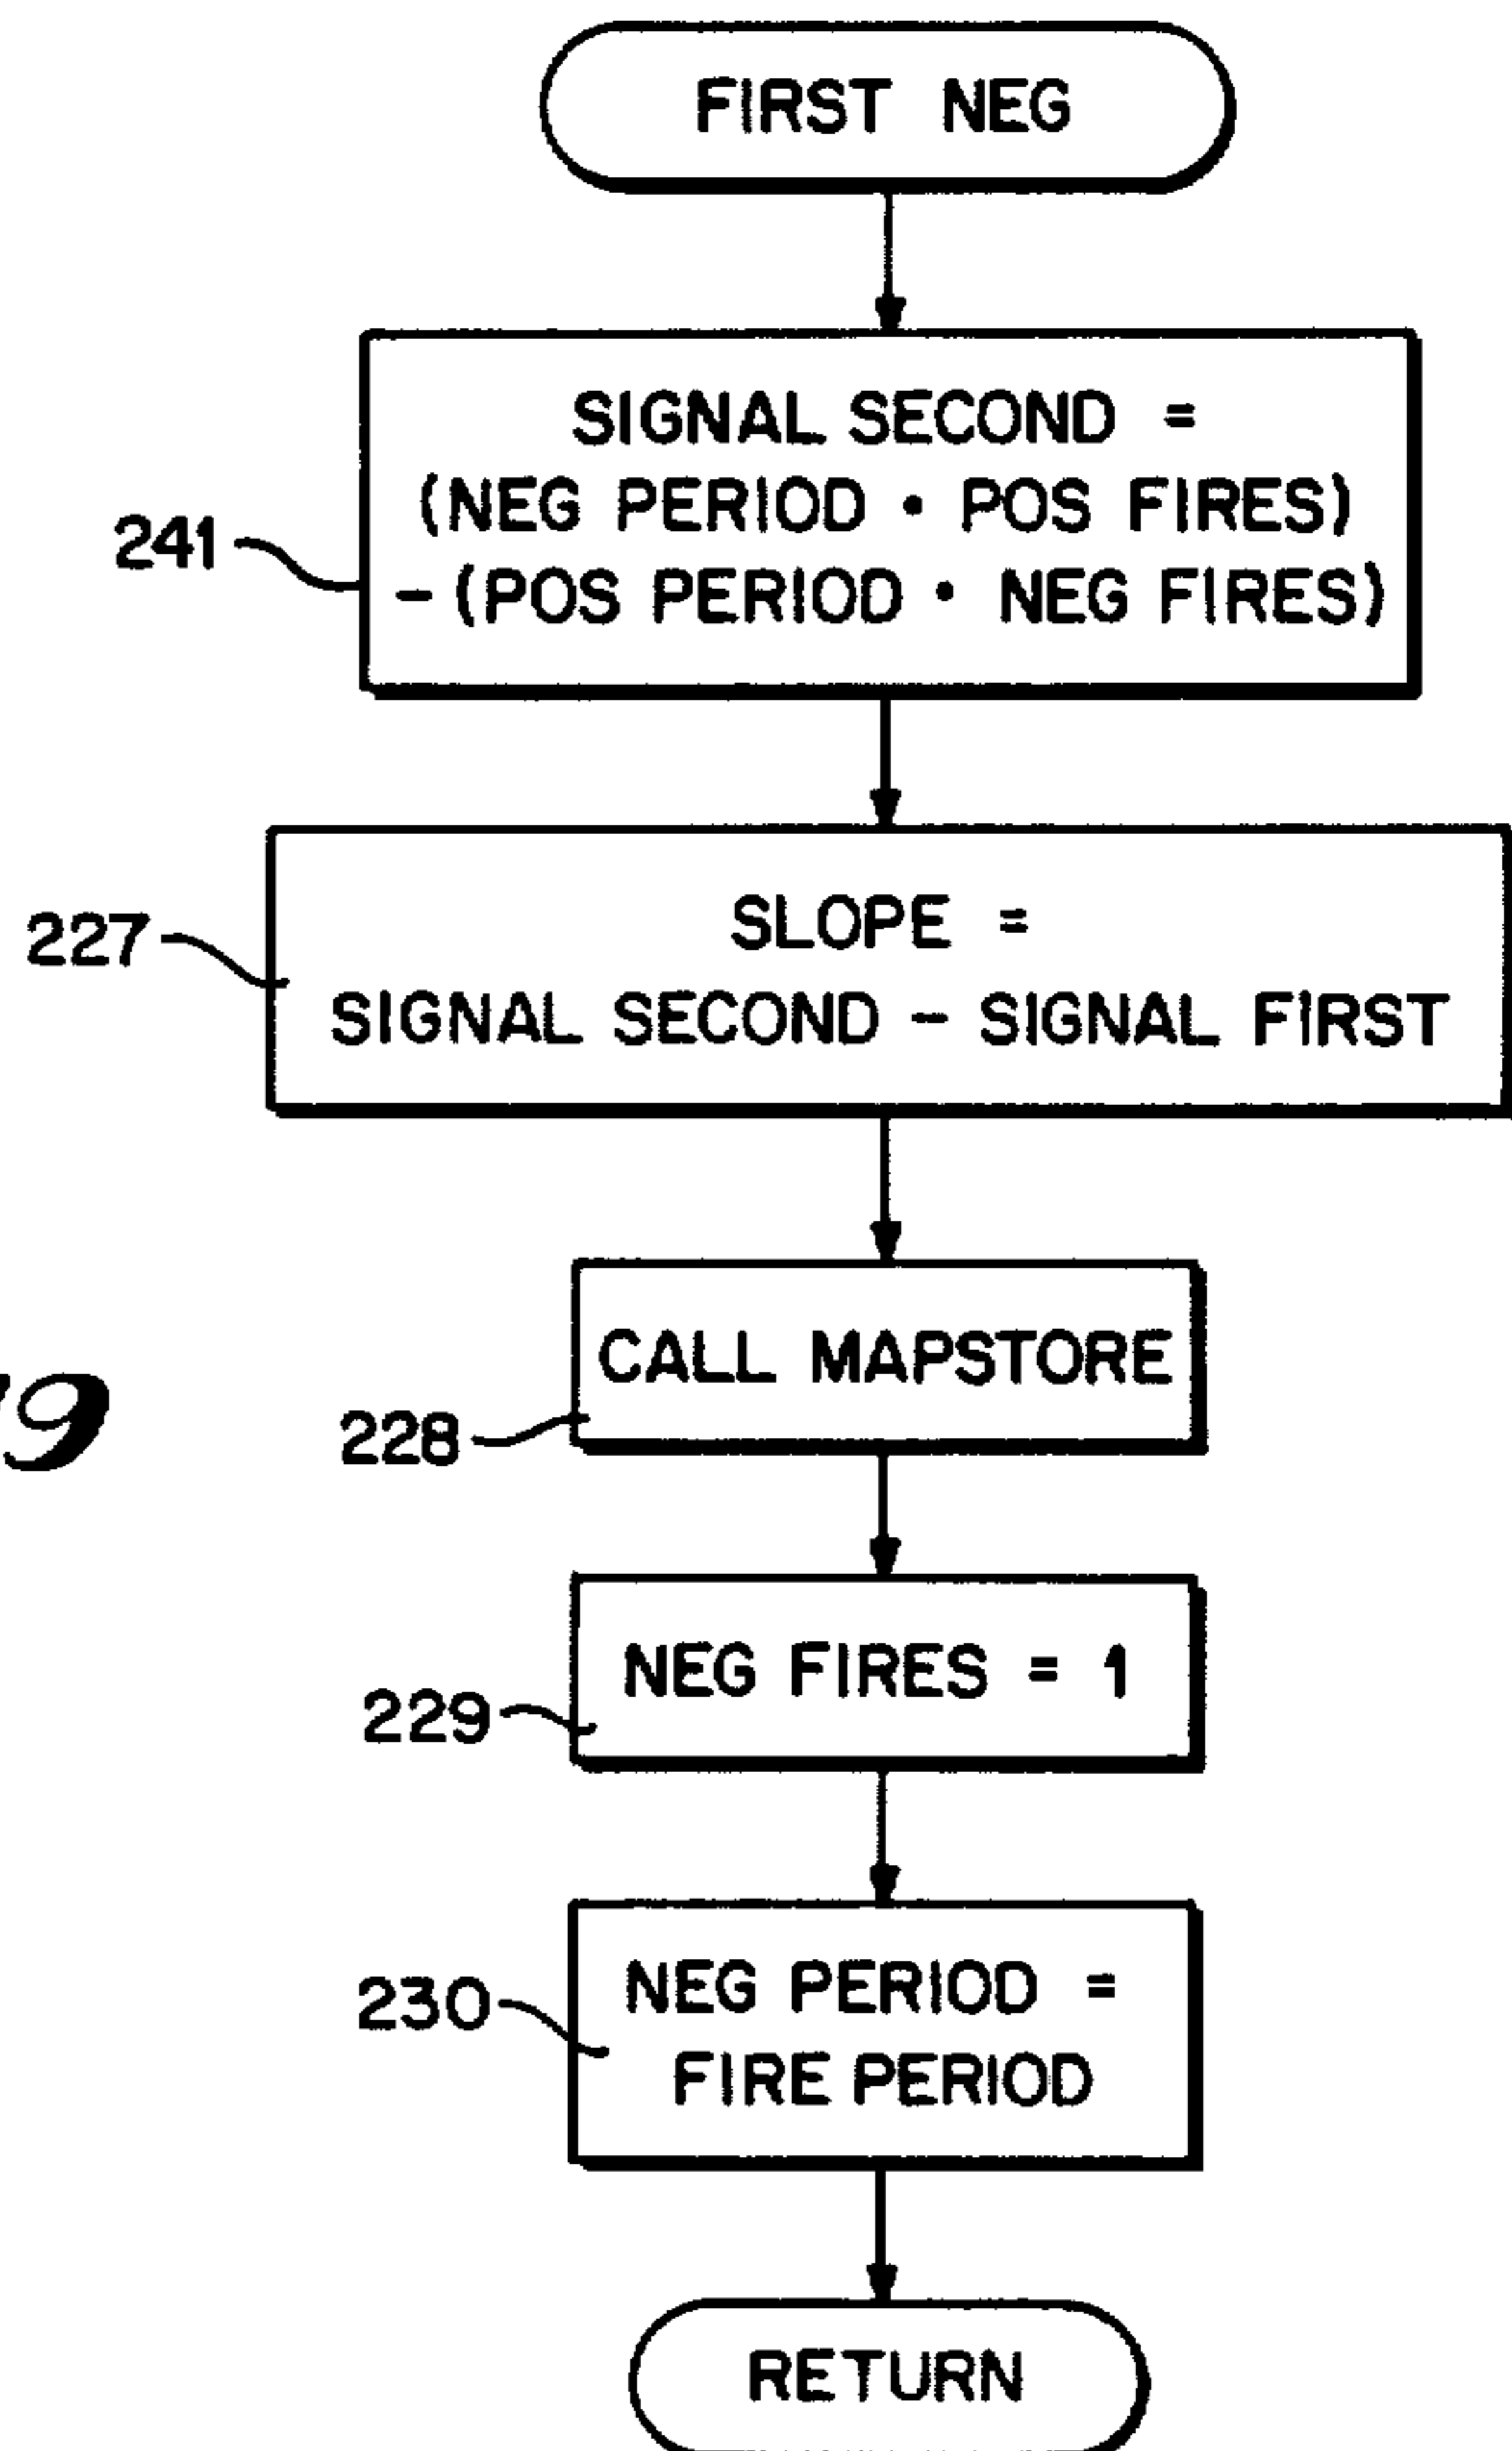 FIRST NEG
SIGNAL SECOND =
(NEG PERIOD • POS FIRES)
- (POS PERIOD • NEG FIRES)
241
SLOPE =
SIGNAL SECOND - SIGNAL FIRST
227
CALL MAPSTORE
228
9
NEG FIRES = 1
229
NEG PERIOD =
FIRE PERIOD
230
RETURN